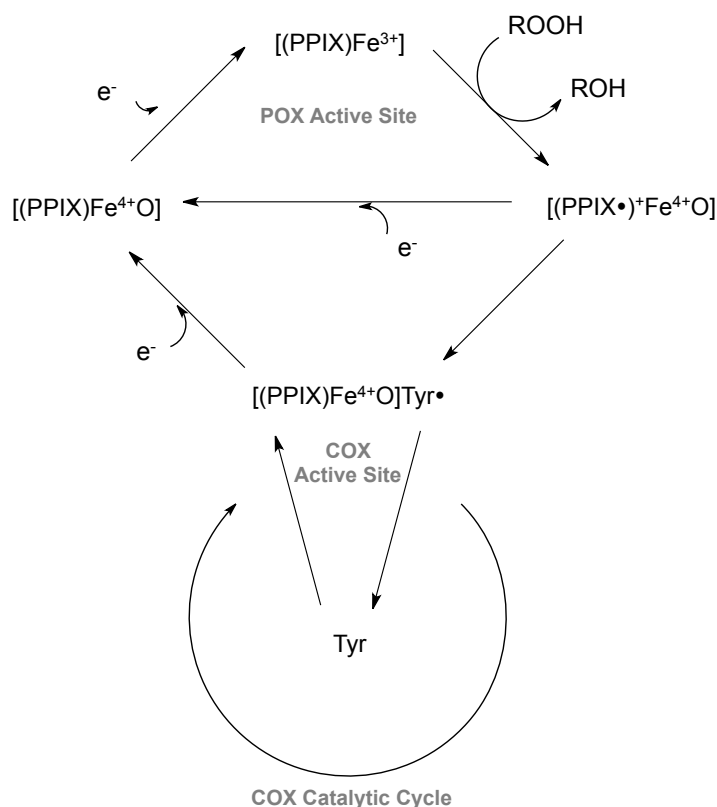 [(PPIX)Fe³⁺]
ROOH
e⁻
ROH
POX Active Site
[(PPIX)Fe⁴⁺O]
[(PPIX•)⁺Fe⁴⁺O]
e⁻
e⁻
[(PPIX)Fe⁴⁺O]Tyr•
COX
Active Site
Tyr
COX Catalytic Cycle